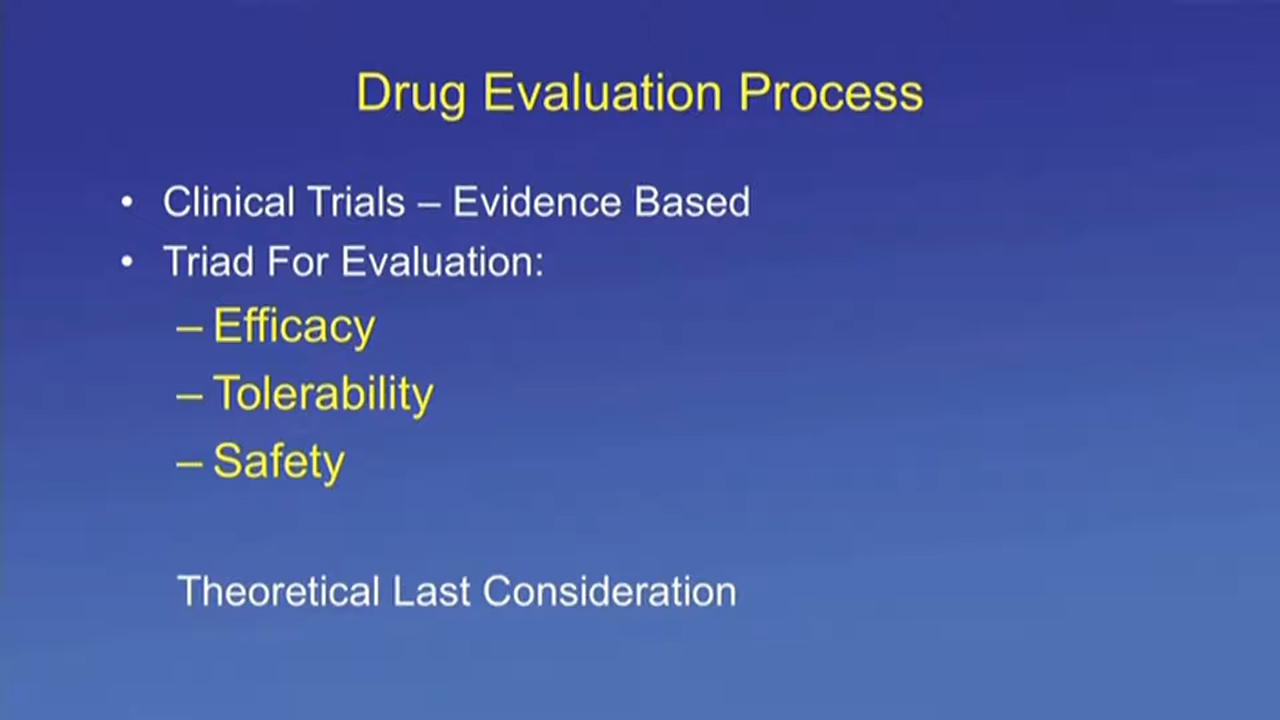 Drug Evaluation Process
• Clinical Trials – Evidence Based
• Triad For Evaluation:
– Efficacy
– Tolerability
– Safety
Theoretical Last Consideration